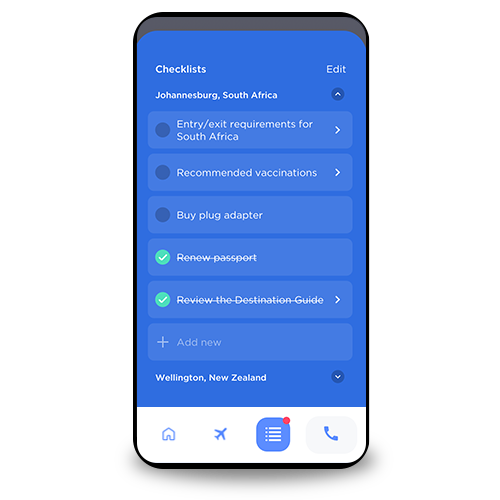 Checklists
Edit
Johannesburg, South Africa
Entry/exit requirements for
South Africa
Recommended vaccinations
Buy plug adapter
Renew passport
Review the Destination Guide
Add new
Wellington, New Zealand